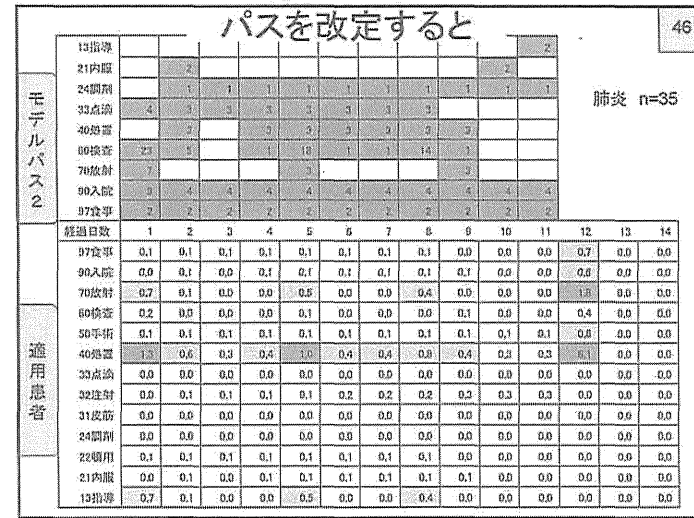 パスを改定すると
46
肺炎 n=35
モデルパス2
13指導 2
21内服 2 2
24調剤 1 1 1 1 1 1 1 1 1 1
33点滴 4 3 3 3 3 3 3 3
40処置 3 3 3 3 3 3 3
60検査 23 5 1 18 1 1 14 1
70放射 7 3 3
90入院 9 4 4 4 4 4 4 4 4 4 4
97食事 2 2 2 2 2 2 2 2 2 2 2
経過日数 1 2 3 4 5 6 7 8 9 10 11 12 13 14
適用患者
97食事 0.1 0.1 0.1 0.1 0.1 0.1 0.1 0.1 0.0 0.0 0.0 0.7 0.0 0.0
90入院 0.0 0.1 0.0 0.1 0.1 0.1 0.1 0.1 0.1 0.0 0.0 0.0 0.0
70放射 0.7 0.1 0.0 0.0 0.5 0.0 0.0 0.4 0.0 0.0 0.0 1.8 0.0 0.0
60検査 0.2 0.0 0.0 0.0 0.1 0.0 0.0 0.0 0.1 0.0 0.0 0.4 0.0 0.0
50手術 0.1 0.1 0.1 0.1 0.1 0.1 0.1 0.1 0.1 0.1 0.1 0.0 0.0
40処置 1.3 0.6 0.3 0.4 1.0 0.4 0.4 0.8 0.4 0.3 0.3 6.1 0.0 0.0
33点滴 0.0 0.0 0.0 0.0 0.0 0.0 0.0 0.0 0.0 0.0 0.0 0.0 0.0 0.0
32注射 0.0 0.1 0.1 0.1 0.1 0.2 0.2 0.2 0.3 0.3 0.3 0.0 0.0 0.0
31皮筋 0.0 0.0 0.0 0.0 0.0 0.0 0.0 0.0 0.0 0.0 0.0 0.0 0.0 0.0
24調剤 0.0 0.0 0.0 0.0 0.0 0.0 0.0 0.0 0.0 0.0 0.0 0.0 0.0 0.0
22頓用 0.1 0.1 0.1 0.1 0.1 0.1 0.1 0.1 0.0 0.0 0.0 0.0 0.0 0.0
21内服 0.0 0.1 0.0 0.1 0.1 0.1 0.1 0.1 0.1 0.0 0.0 0.0 0.0 0.0
13指導 0.7 0.1 0.0 0.0 0.5 0.0 0.0 0.4 0.0 0.0 0.0 0.0 0.0 0.0